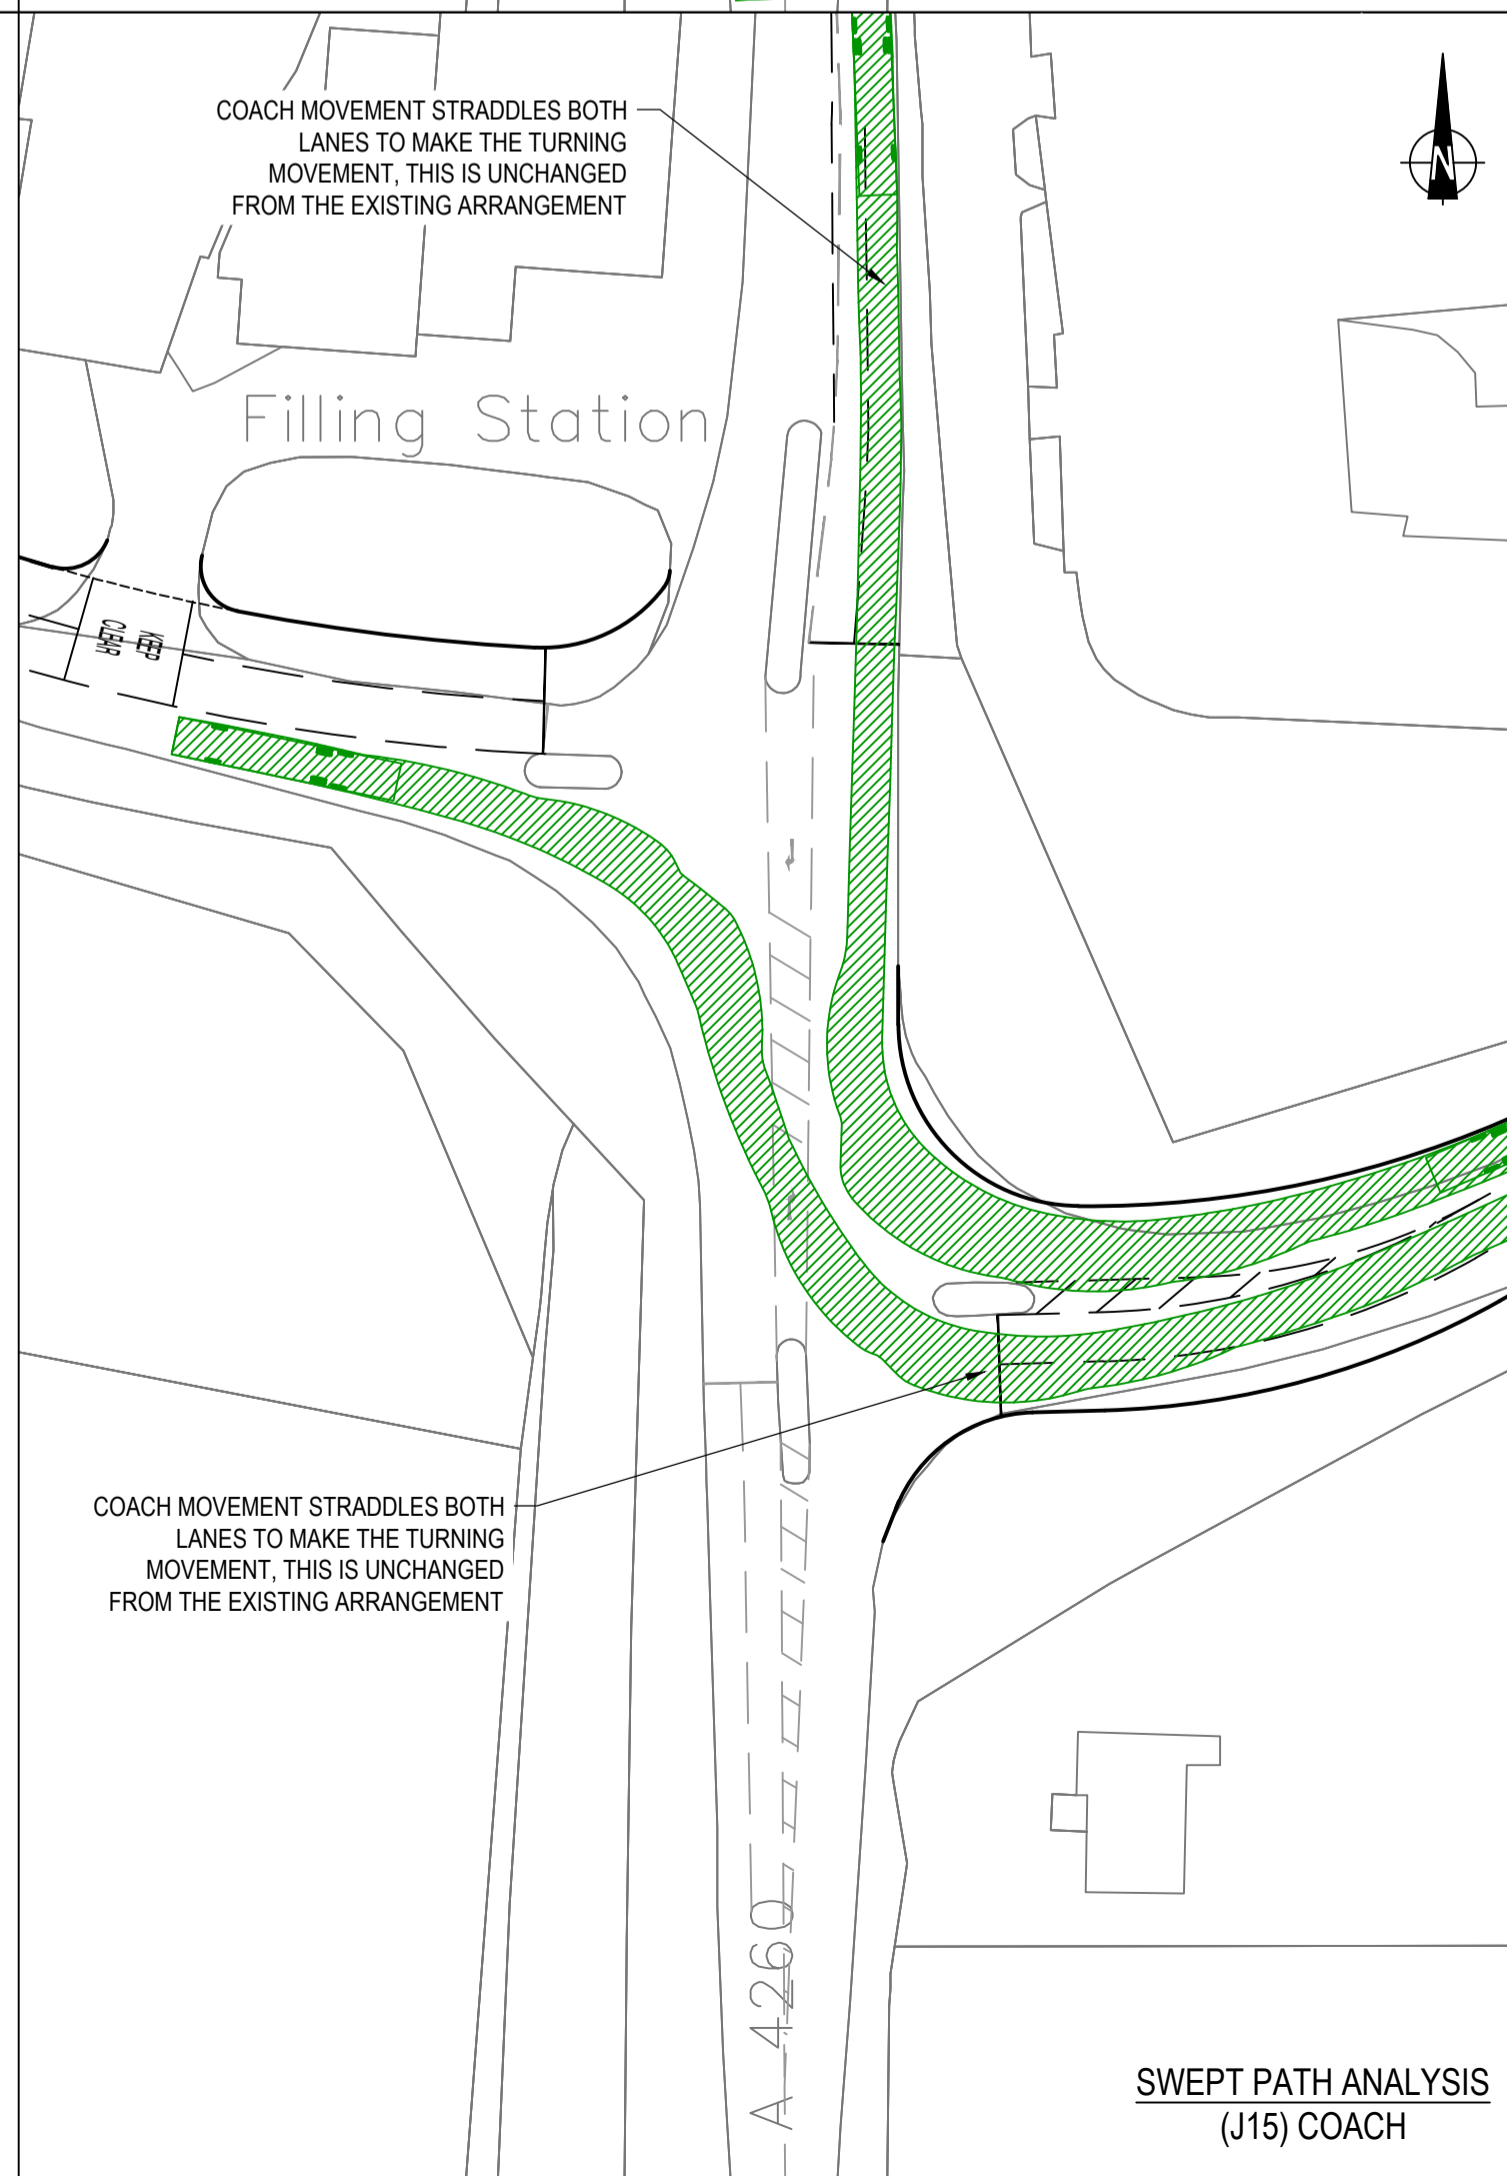 COACH MOVEMENT STRADDLES BOTH
LANES TO MAKE THE TURNING
MOVEMENT, THIS IS UNCHANGED
FROM THE EXISTING ARRANGEMENT
N
Filling Station
KEEP
CLEAR
COACH MOVEMENT STRADDLES BOTH
LANES TO MAKE THE TURNING
MOVEMENT, THIS IS UNCHANGED
FROM THE EXISTING ARRANGEMENT
A 4260
SWEPT PATH ANALYSIS
(J15) COACH